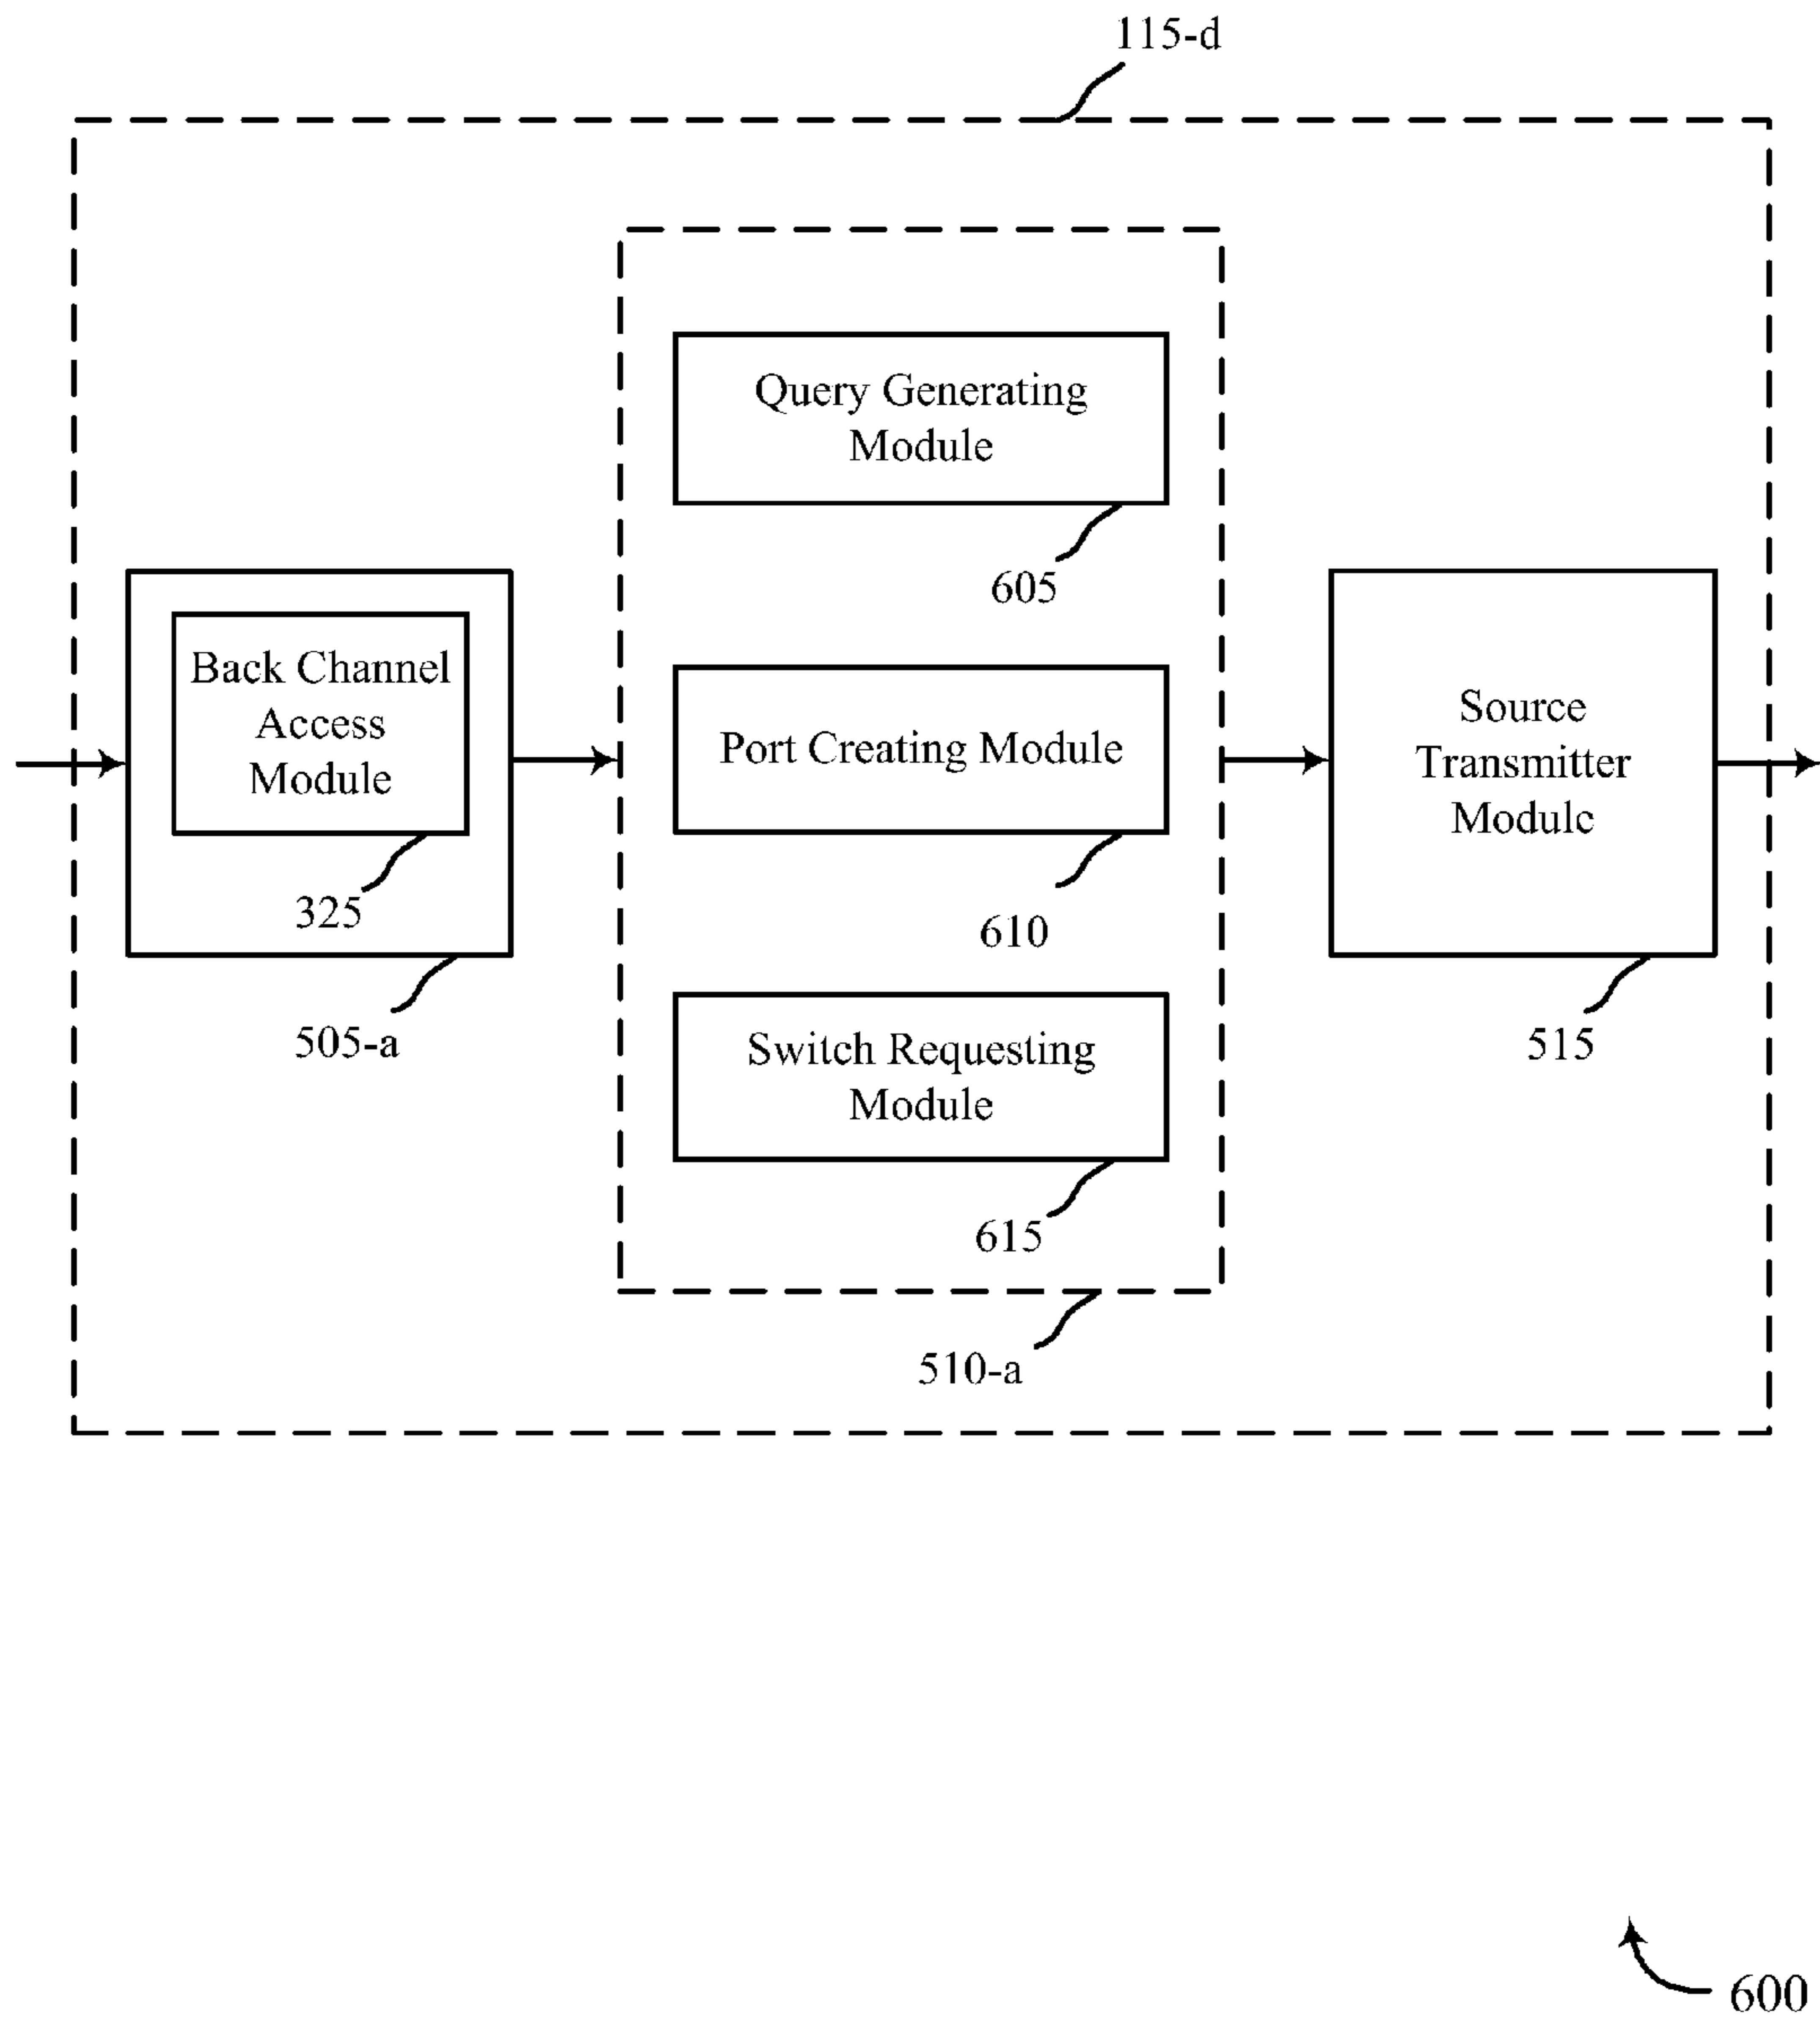 115-d
Query Generating
Module
605
Back Channel
Access
Module
325
505-a
Port Creating Module
610
Switch Requesting
Module
615
510-a
Source
Transmitter
Module
515
600